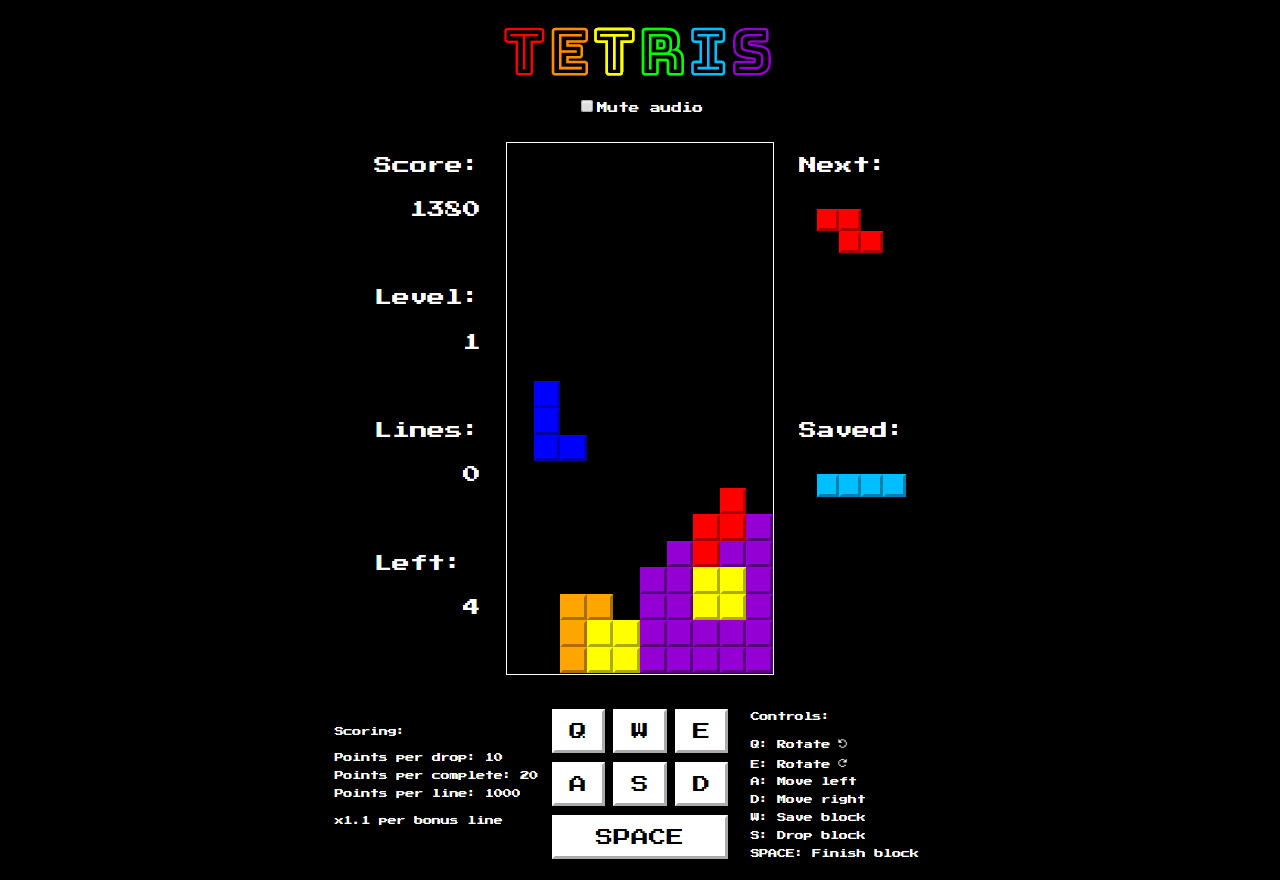 TETRIS
Mute audio
Score:
1380
Level:
1
Lines:
0
Left:
4
Next:
Saved:
Scoring:
Points per drop: 10
Points per complete: 20
Points per line: 1000
x1.1 per bonus line
Q W E
A S D
SPACE
Controls:
Q: Rotate ↺
E: Rotate ↻
A: Move left
D: Move right
W: Save block
S: Drop block
SPACE: Finish block